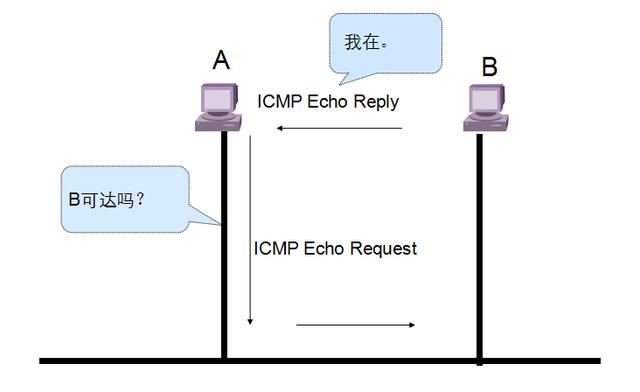 我在。
A
B
ICMP Echo Reply
B可达吗？
ICMP Echo Request